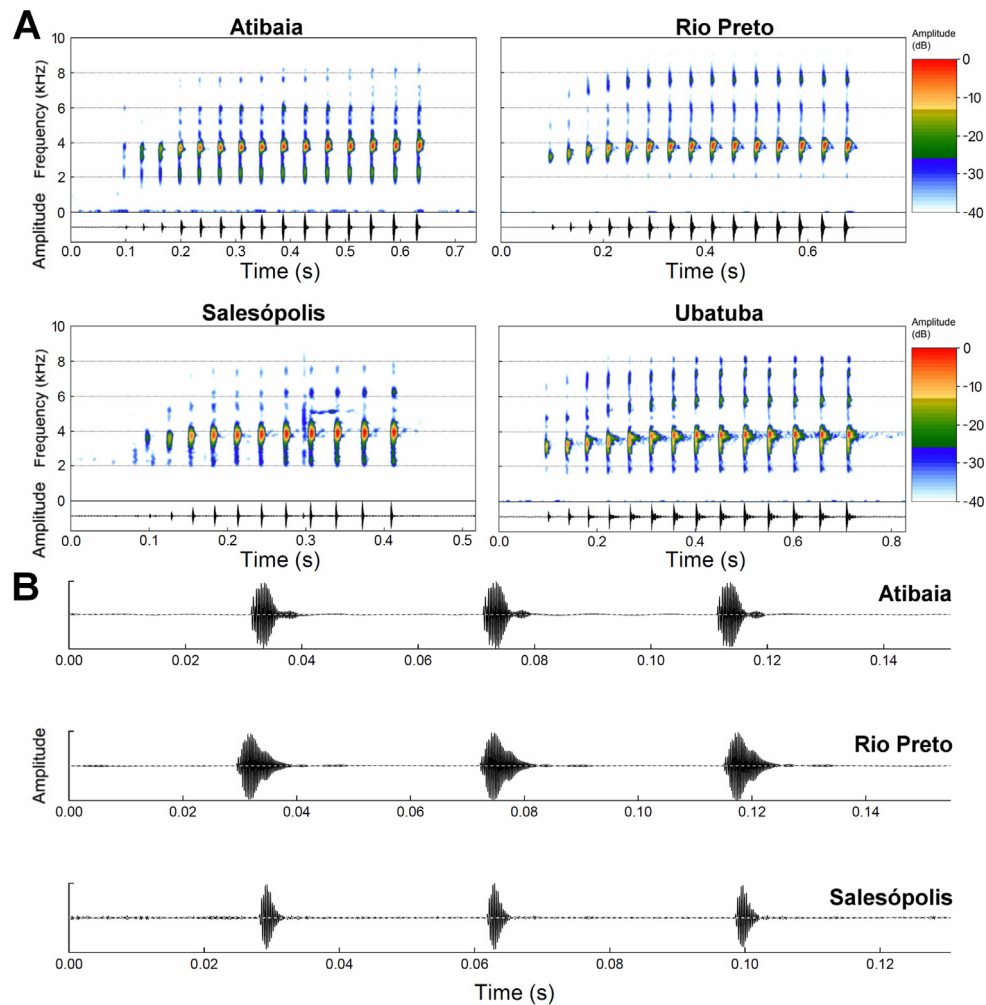 A
Atibaia
Rio Preto
Frequency (KHz)
10
8
6
4
2
0
Amplitude
0 0.1 0.2 0.3 0.4 0.5 0.6 0.7
Time (s)
0.0 0.2 0.4 0.6
Time (s)
Amplitude
(dB)
0
-10
-20
-30
-40
Salesópolis
Ubatuba
Frequency (KHz)
10
8
6
4
2
0
Amplitude
0.0 0.1 0.2 0.3 0.4 0.5
Time (s)
0.0 0.2 0.4 0.6 0.8
Time (s)
Amplitude
(dB)
0
-10
-20
-30
-40
B
Atibaia
0.00 0.02 0.04 0.06 0.08 0.10 0.12 0.14
Rio Preto
Amplitude
0.00 0.02 0.04 0.06 0.08 0.10 0.12 0.14
Salesópolis
0.00 0.02 0.04 0.06 0.08 0.10 0.12
Time (s)